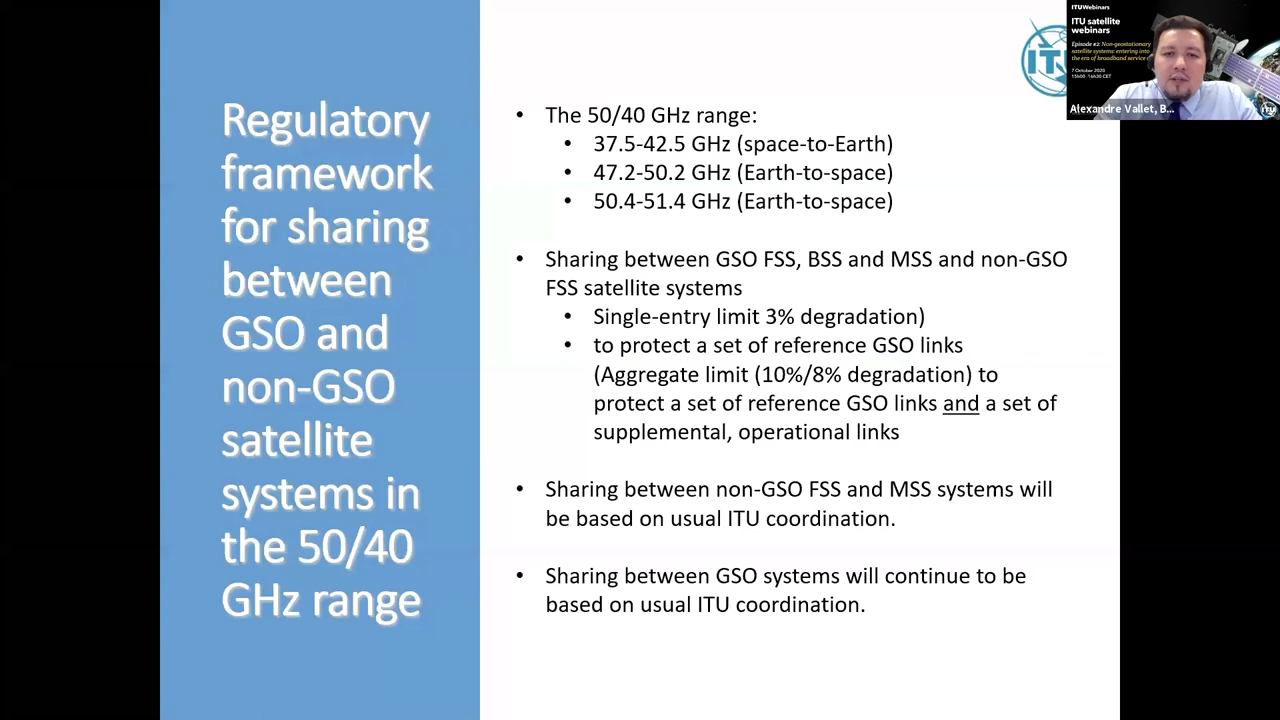 Regulatory
framework
for sharing
between
GSO and
non-GSO
satellite
systems in
the 50/40
GHz range
• The 50/40 GHz range:
• 37.5-42.5 GHz (space-to-Earth)
• 47.2-50.2 GHz (Earth-to-space)
• 50.4-51.4 GHz (Earth-to-space)
• Sharing between GSO FSS, BSS and MSS and non-GSO
FSS satellite systems
• Single-entry limit 3% degradation)
• to protect a set of reference GSO links
(Aggregate limit (10%/8% degradation) to
protect a set of reference GSO links and a set of
supplemental, operational links
• Sharing between non-GSO FSS and MSS systems will
be based on usual ITU coordination.
• Sharing between GSO systems will continue to be
based on usual ITU coordination.
ITUWebinars
ITU satellite
webinars
Episode #2: Non-geostationary
satellite systems: entering into
the era of broadband service
7 October 2020
15h00 -16h30 CET
Alexandre Vallet, B...